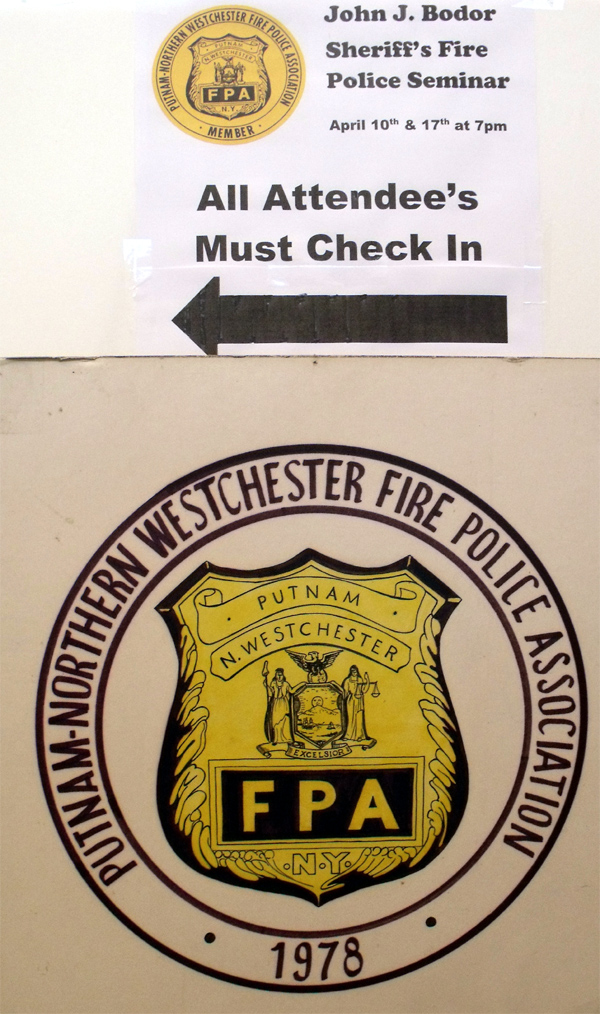 PUTNAM-NORTHERN WESTCHESTER FIRE POLICE ASSOCIATION
PUTNAM
N. WESTCHESTER
FPA
N.Y.
· MEMBER ·
John J. Bodor
Sheriff's Fire
Police Seminar
April 10th & 17th at 7pm
All Attendee's
Must Check In
PUTNAM-NORTHERN WESTCHESTER FIRE POLICE ASSOCIATION
PUTNAM
N. WESTCHESTER
EXCELSIOR
FPA
·N·Y·
• 1978 •